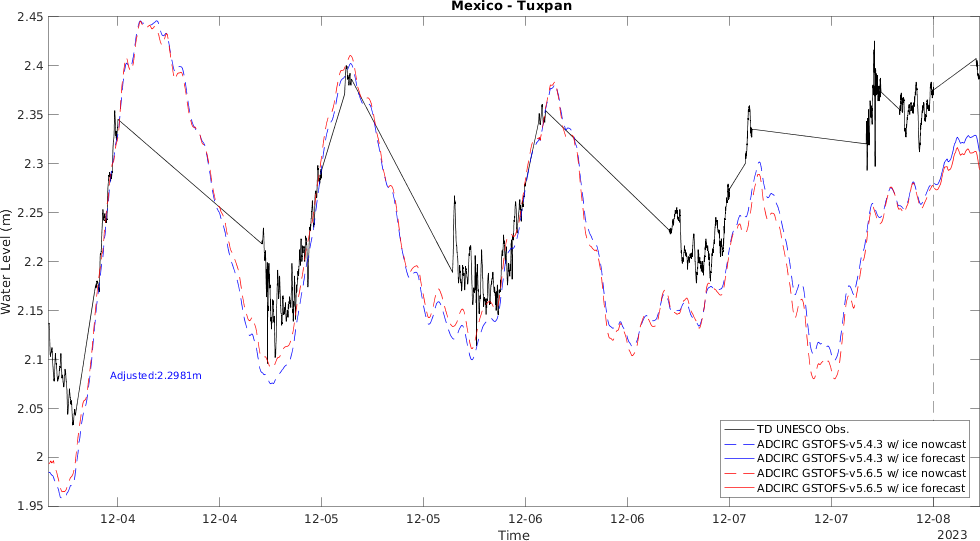 Mexico - Tuxpan
2.45
2.4
2.35
2.3
2.25
2.2
2.15
2.1
2.05
2
1.95
Water Level (m)
Adjusted:2.2981m
TD UNESCO Obs.
ADCIRC GSTOFS-v5.4.3 w/ ice nowcast
ADCIRC GSTOFS-v5.4.3 w/ ice forecast
ADCIRC GSTOFS-v5.6.5 w/ ice nowcast
ADCIRC GSTOFS-v5.6.5 w/ ice forecast
12-04 12-04 12-05 12-05 12-06 12-06 12-07 12-07 12-08
Time
2023